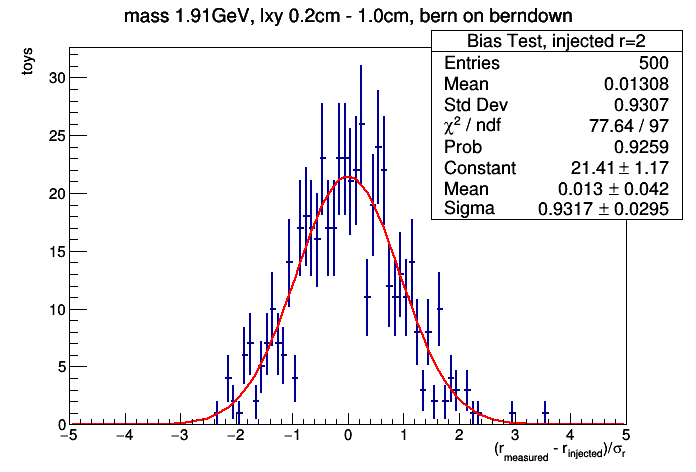 mass 1.91GeV, lxy 0.2cm - 1.0cm, bern on berndown
Bias Test, injected r=2
Entries 500
Mean 0.01308
Std Dev 0.9307
χ² / ndf 77.64 / 97
Prob 0.9259
Constant 21.41 ± 1.17
Mean 0.013 ± 0.042
Sigma 0.9317 ± 0.0295
toys
30
25
20
15
10
5
0
−5 −4 −3 −2 −1 0 1 2 3 4 5
(r_measured - r_injected)/σ_r